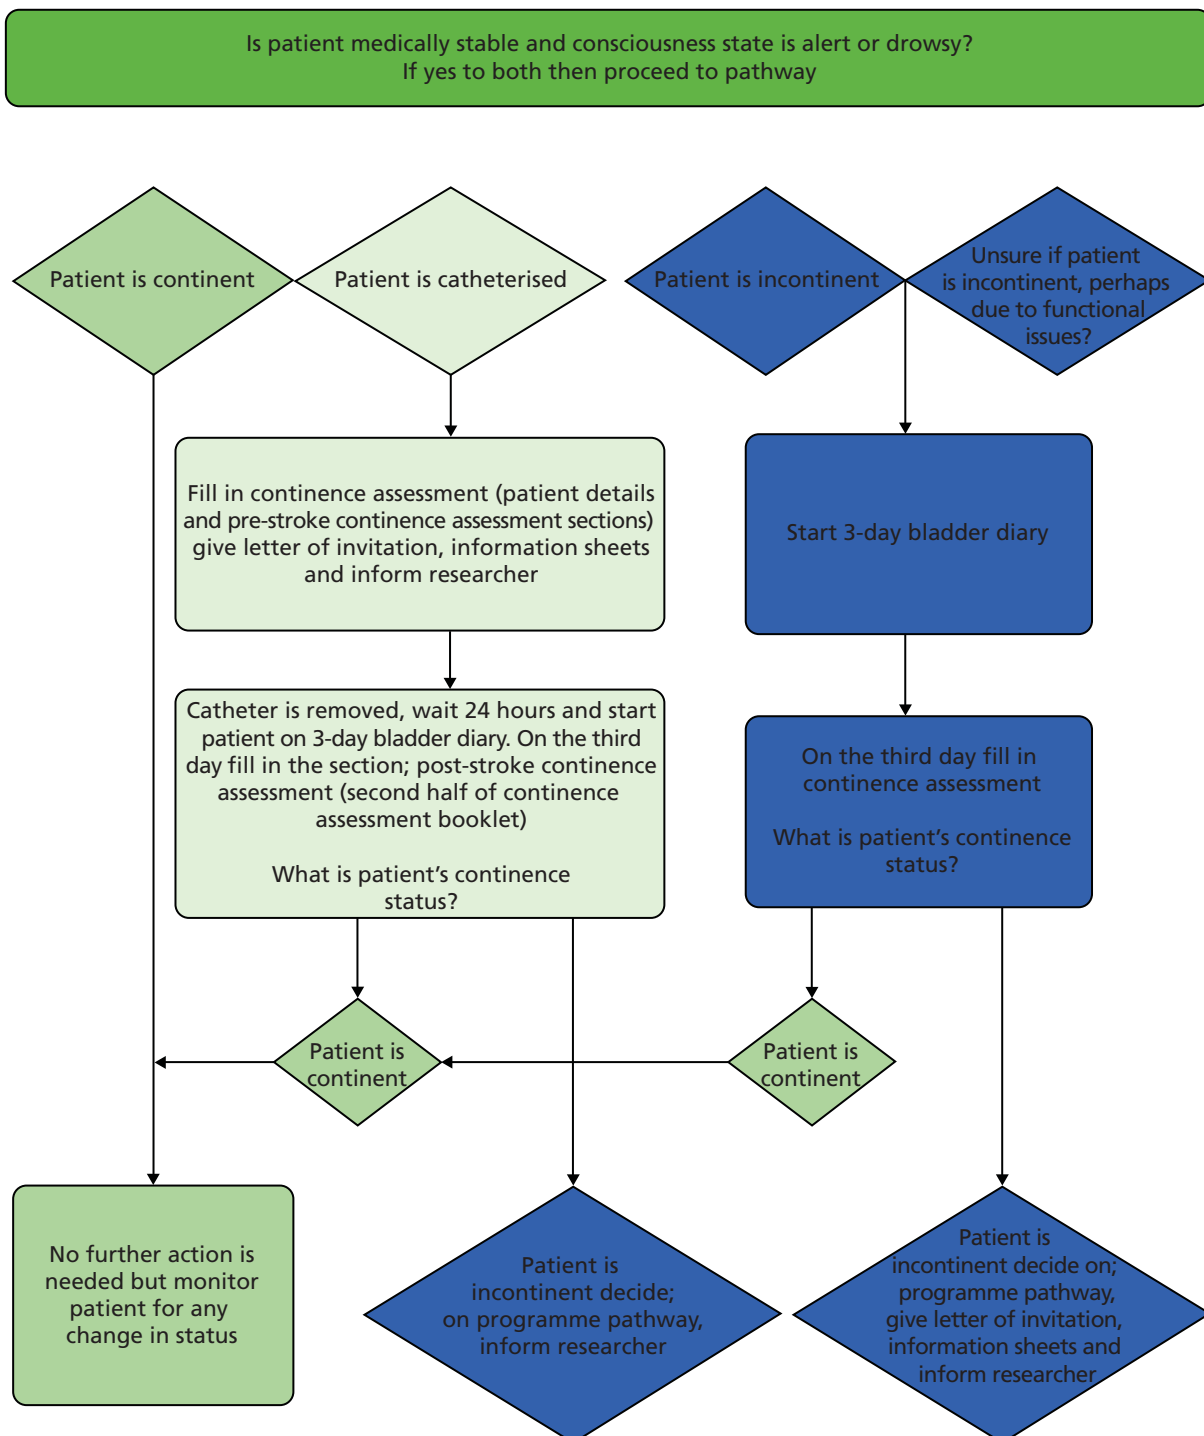 Is patient medically stable and consciousness state is alert or drowsy?
If yes to both then proceed to pathway
Patient is continent
Patient is catheterised
Patient is incontinent
Unsure if patient
is incontinent, perhaps
due to functional
issues?
Fill in continence assessment (patient details
and pre-stroke continence assessment sections)
give letter of invitation, information sheets
and inform researcher
Start 3-day bladder diary
Catheter is removed, wait 24 hours and start
patient on 3-day bladder diary. On the third
day fill in the section; post-stroke continence
assessment (second half of continence
assessment booklet)
What is patient’s continence
status?
On the third day fill in
continence assessment
What is patient’s continence
status?
Patient is
continent
Patient is
continent
No further action is
needed but monitor
patient for any
change in status
Patient is
incontinent decide;
on programme pathway,
inform researcher
Patient is
incontinent decide on;
programme pathway,
give letter of invitation,
information sheets and
inform researcher